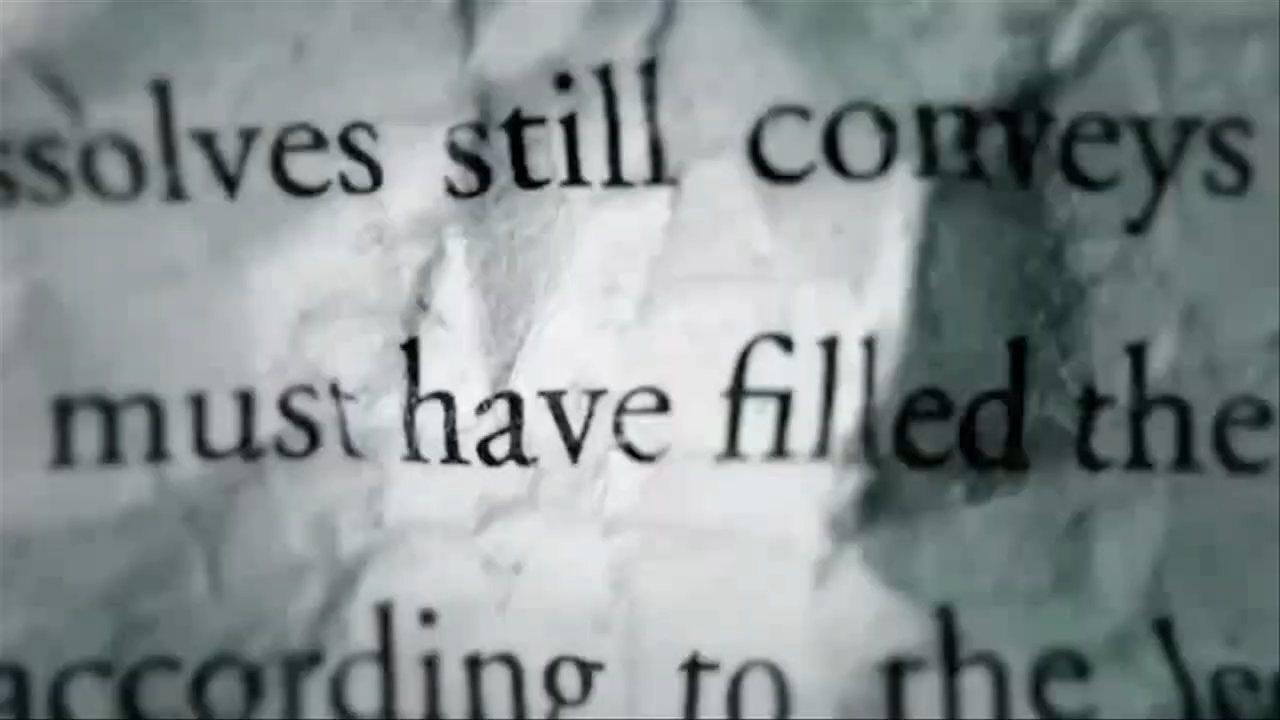 ssolves still conveys
must have filled the
according to the